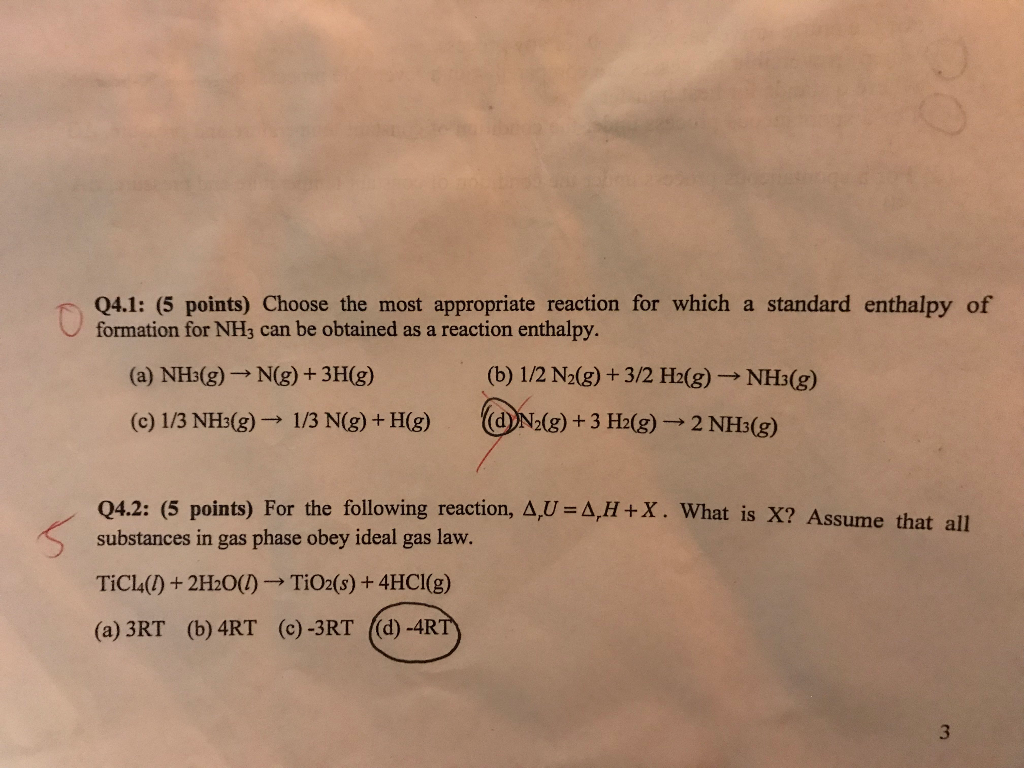 0
Q4.1: (5 points) Choose the most appropriate reaction for which a standard enthalpy of
formation for NH3 can be obtained as a reaction enthalpy.
(a) NH3(g) → N(g) + 3H(g) (b) 1/2 N2(g) + 3/2 H2(g) → NH3(g)
(c) 1/3 NH3(g) → 1/3 N(g) + H(g) (d) N2(g) + 3 H2(g) → 2 NH3(g)
5
Q4.2: (5 points) For the following reaction, ΔrU = ΔrH + X. What is X? Assume that all
substances in gas phase obey ideal gas law.
TiCl4(l) + 2H2O(l) → TiO2(s) + 4HCl(g)
(a) 3RT (b) 4RT (c) -3RT (d) -4RT
3